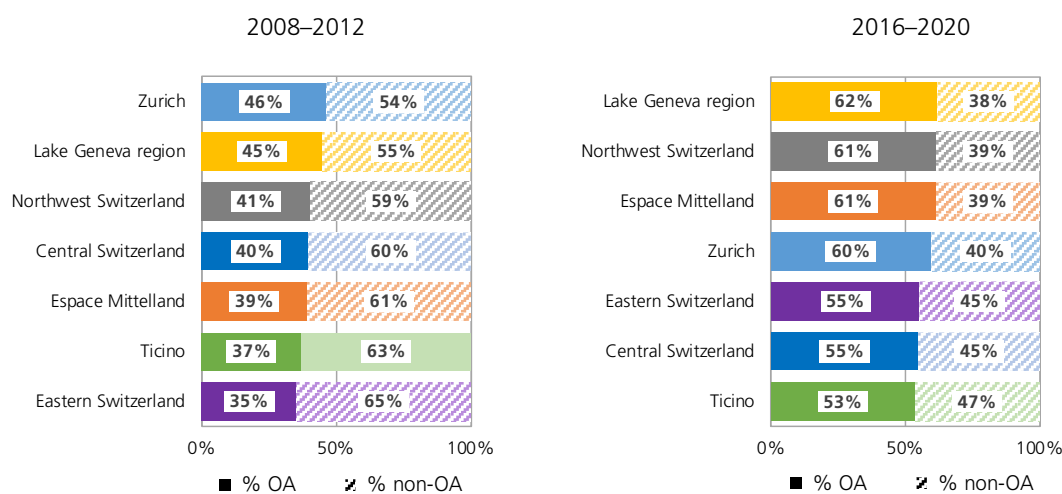 2008–2012
Zurich 46% 54%
Lake Geneva region 45% 55%
Northwest Switzerland 41% 59%
Central Switzerland 40% 60%
Espace Mittelland 39% 61%
Ticino 37% 63%
Eastern Switzerland 35% 65%
0% 50% 100%
% OA % non-OA
2016–2020
Lake Geneva region 62% 38%
Northwest Switzerland 61% 39%
Espace Mittelland 61% 39%
Zurich 60% 40%
Eastern Switzerland 55% 45%
Central Switzerland 55% 45%
Ticino 53% 47%
0% 50% 100%
% OA % non-OA